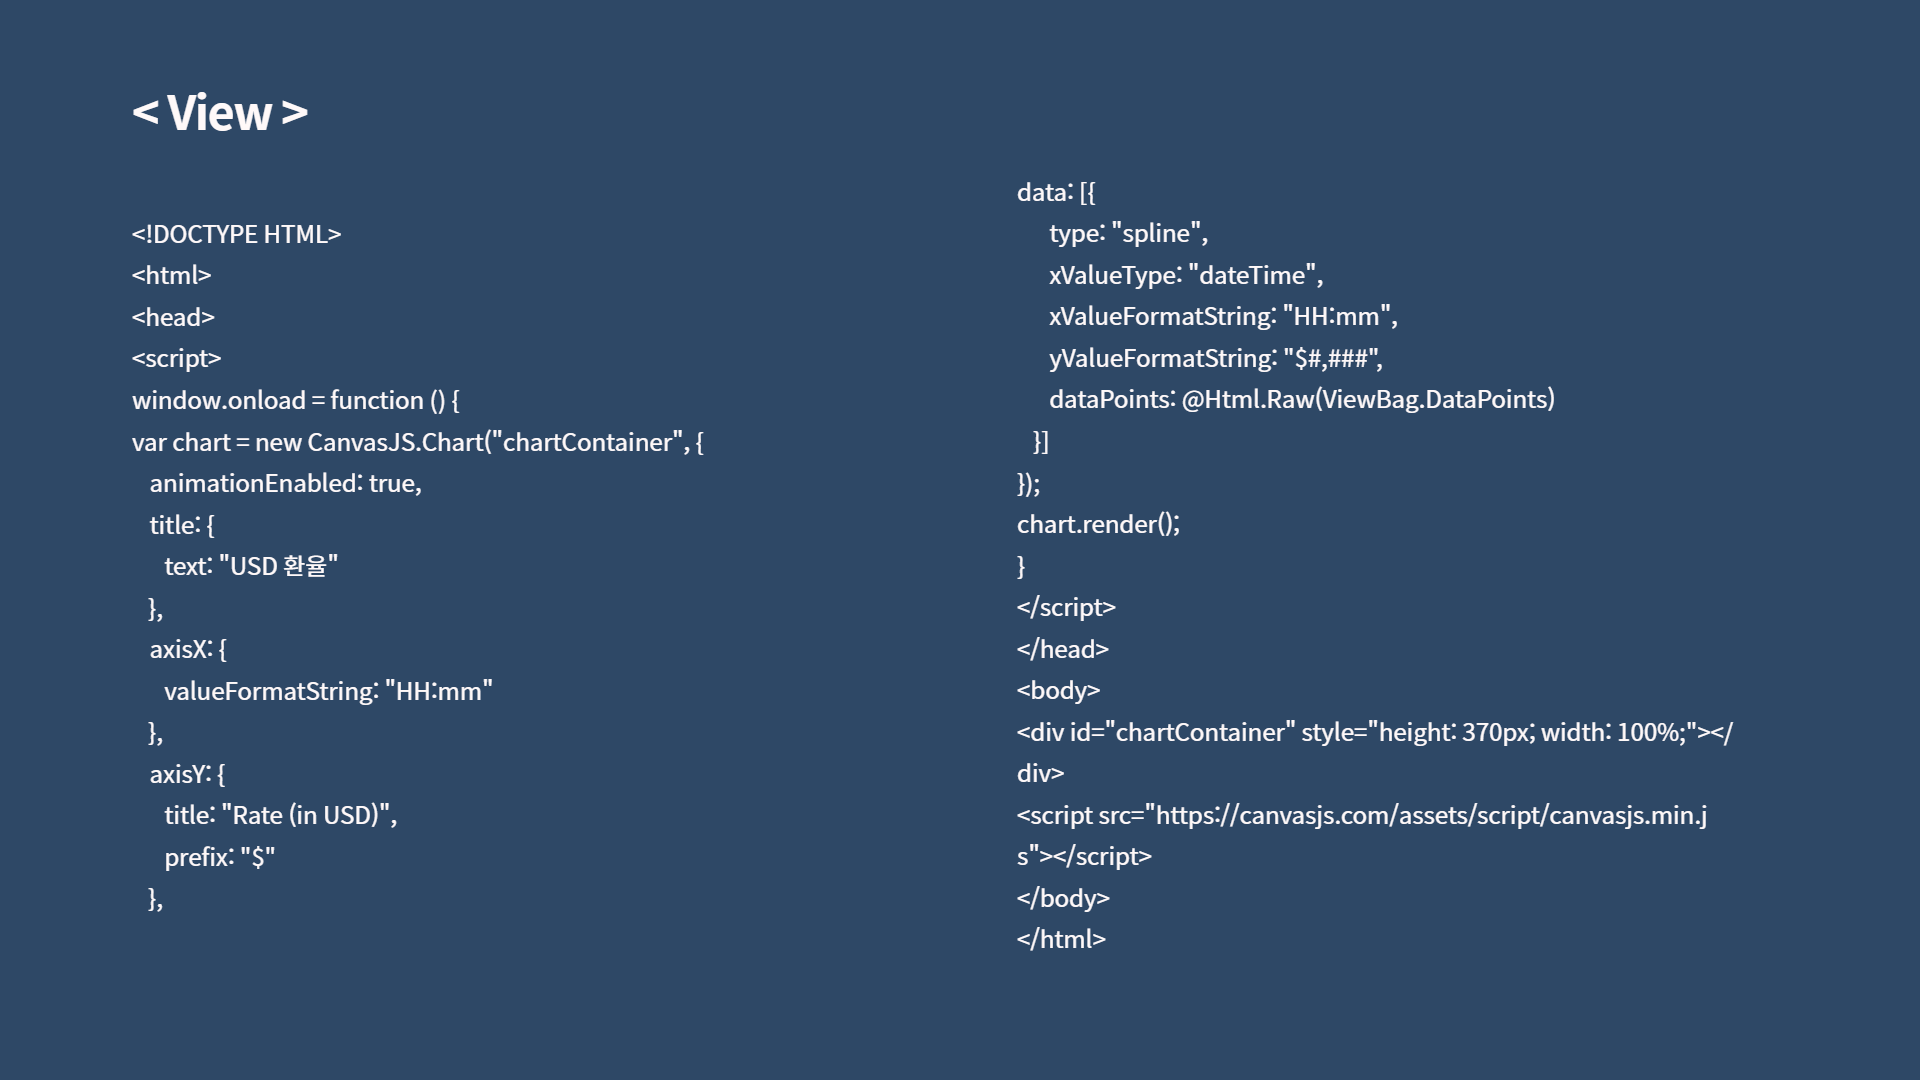 < View >
<!DOCTYPE HTML>
<html>
<head>
<script>
window.onload = function () {
var chart = new CanvasJS.Chart("chartContainer", {
animationEnabled: true,
title: {
text: "USD 환율"
},
axisX: {
valueFormatString: "HH:mm"
},
axisY: {
title: "Rate (in USD)",
prefix: "$"
},
data: [{
type: "spline",
xValueType: "dateTime",
xValueFormatString: "HH:mm",
yValueFormatString: "$#,###",
dataPoints: @Html.Raw(ViewBag.DataPoints)
}]
});
chart.render();
}
</script>
</head>
<body>
<div id="chartContainer" style="height: 370px; width: 100%;"></
div>
<script src="https://canvasjs.com/assets/script/canvasjs.min.j
s"></script>
</body>
</html>